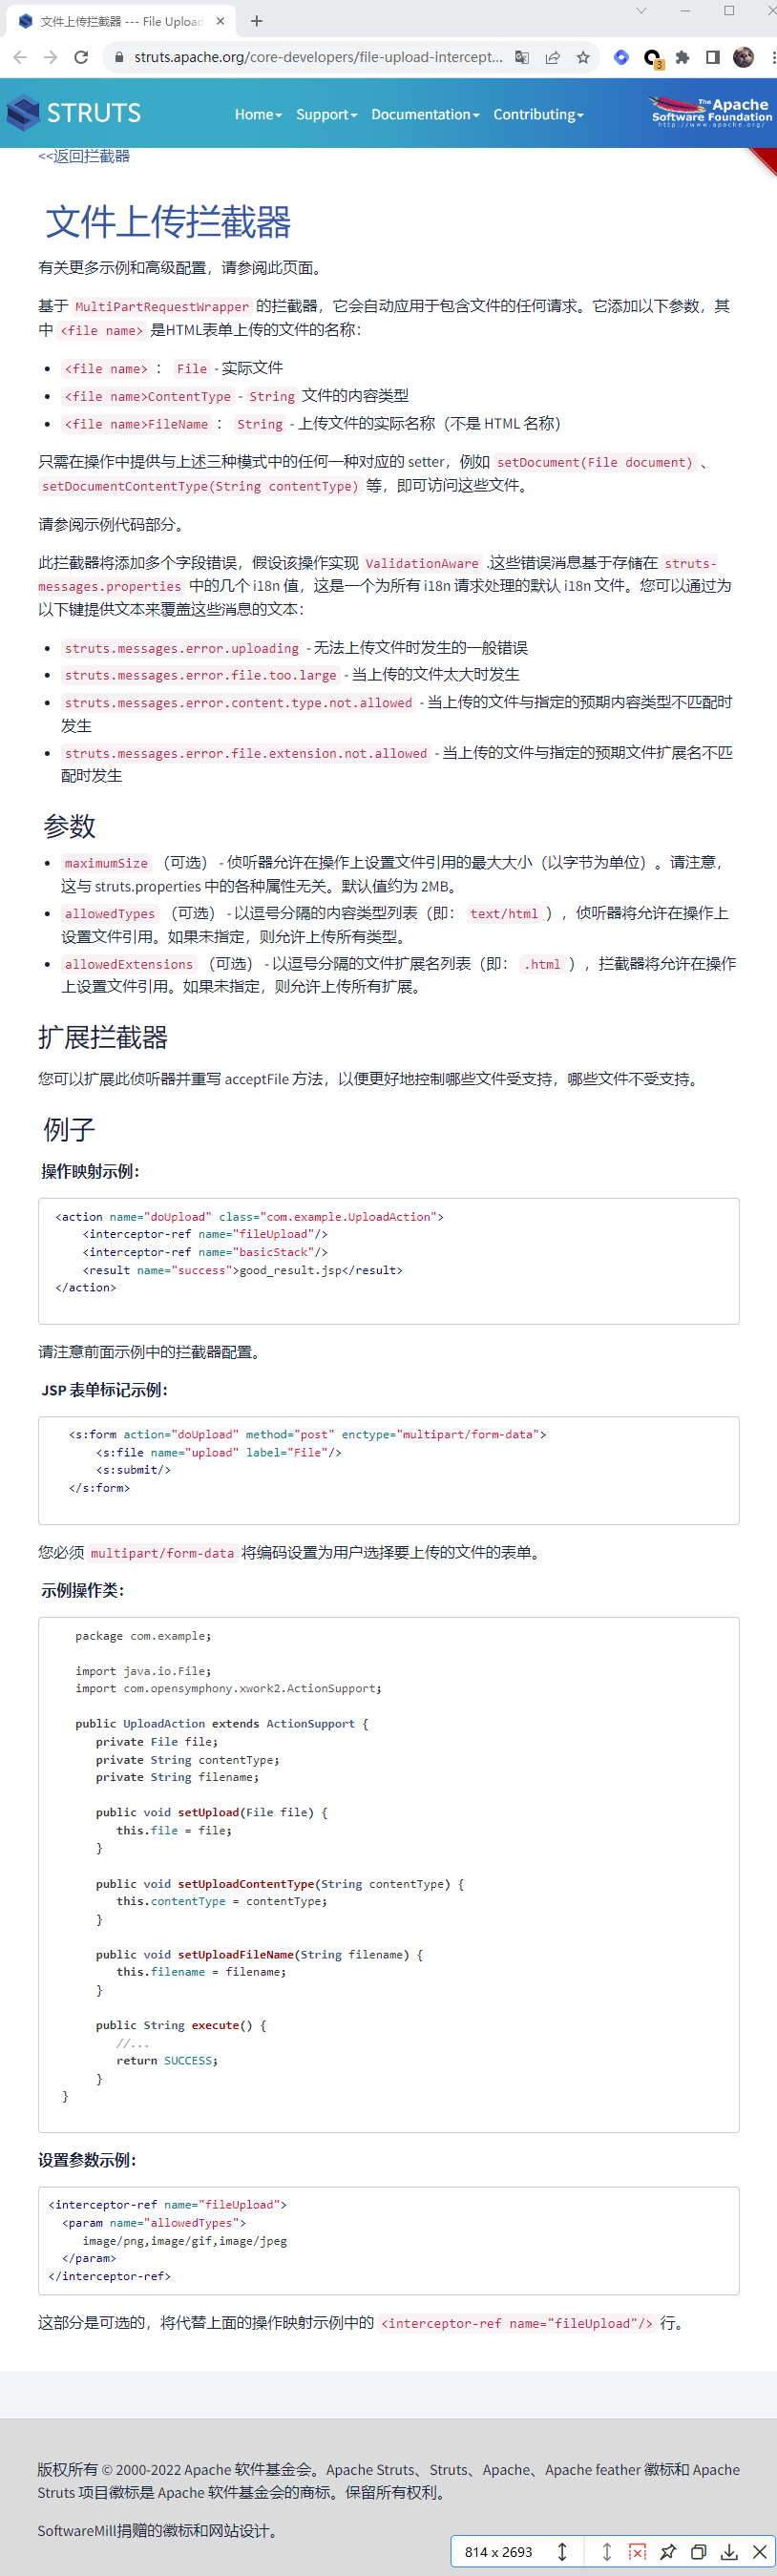 文件上传拦截器 --- File Upload
struts.apache.org/core-developers/file-upload-intercept...
3
STRUTS
Home Support Documentation Contributing
The Apache
Software Foundation
http://www.apache.org/
<<返回拦截器
文件上传拦截器
有关更多示例和高级配置，请参阅此页面。
基于 MultiPartRequestWrapper 的拦截器，它会自动应用于包含文件的任何请求。它添加以下参数，其
中 <file name> 是HTML表单上传的文件的名称：
• <file name> ： File - 实际文件
• <file name>ContentType - String 文件的内容类型
• <file name>FileName ： String - 上传文件的实际名称（不是 HTML 名称）
只需在操作中提供与上述三种模式中的任何一种对应的 setter，例如 setDocument(File document) 、
setDocumentContentType(String contentType) 等，即可访问这些文件。
请参阅示例代码部分。
此拦截器将添加多个字段错误，假设该操作实现 ValidationAware .这些错误消息基于存储在 struts-
messages.properties 中的几个 i18n 值，这是一个为所有 i18n 请求处理的默认 i18n 文件。您可以通过为
以下键提供文本来覆盖这些消息的文本：
• struts.messages.error.uploading - 无法上传文件时发生的一般错误
• struts.messages.error.file.too.large - 当上传的文件太大时发生
• struts.messages.error.content.type.not.allowed - 当上传的文件与指定的预期内容类型不匹配时
发生
• struts.messages.error.file.extension.not.allowed - 当上传的文件与指定的预期文件扩展名不匹
配时发生
参数
• maximumSize （可选） - 侦听器允许在操作上设置文件引用的最大大小（以字节为单位）。请注意，
这与 struts.properties 中的各种属性无关。默认值约为 2MB。
• allowedTypes （可选） - 以逗号分隔的内容类型列表（即： text/html ），侦听器将允许在操作上
设置文件引用。如果未指定，则允许上传所有类型。
• allowedExtensions （可选） - 以逗号分隔的文件扩展名列表（即： .html ），拦截器将允许在操作
上设置文件引用。如果未指定，则允许上传所有扩展。
扩展拦截器
您可以扩展此侦听器并重写 acceptFile 方法，以便更好地控制哪些文件受支持，哪些文件不受支持。
例子
操作映射示例：
<action name="doUpload" class="com.example.UploadAction">
<interceptor-ref name="fileUpload"/>
<interceptor-ref name="basicStack"/>
<result name="success">good_result.jsp</result>
</action>
请注意前面示例中的拦截器配置。
JSP 表单标记示例：
<s:form action="doUpload" method="post" enctype="multipart/form-data">
<s:file name="upload" label="File"/>
<s:submit/>
</s:form>
您必须 multipart/form-data 将编码设置为用户选择要上传的文件的表单。
示例操作类：
package com.example;
import java.io.File;
import com.opensymphony.xwork2.ActionSupport;
public UploadAction extends ActionSupport {
private File file;
private String contentType;
private String filename;
public void setUpload(File file) {
this.file = file;
}
public void setUploadContentType(String contentType) {
this.contentType = contentType;
}
public void setUploadFileName(String filename) {
this.filename = filename;
}
public String execute() {
//...
return SUCCESS;
}
}
设置参数示例：
<interceptor-ref name="fileUpload">
<param name="allowedTypes">
image/png,image/gif,image/jpeg
</param>
</interceptor-ref>
这部分是可选的，将代替上面的操作映射示例中的 <interceptor-ref name="fileUpload"/> 行。
版权所有 © 2000-2022 Apache 软件基金会。Apache Struts、Struts、Apache、Apache feather 徽标和 Apache
Struts 项目徽标是 Apache 软件基金会的商标。保留所有权利。
SoftwareMill捐赠的徽标和网站设计。
814 x 2693